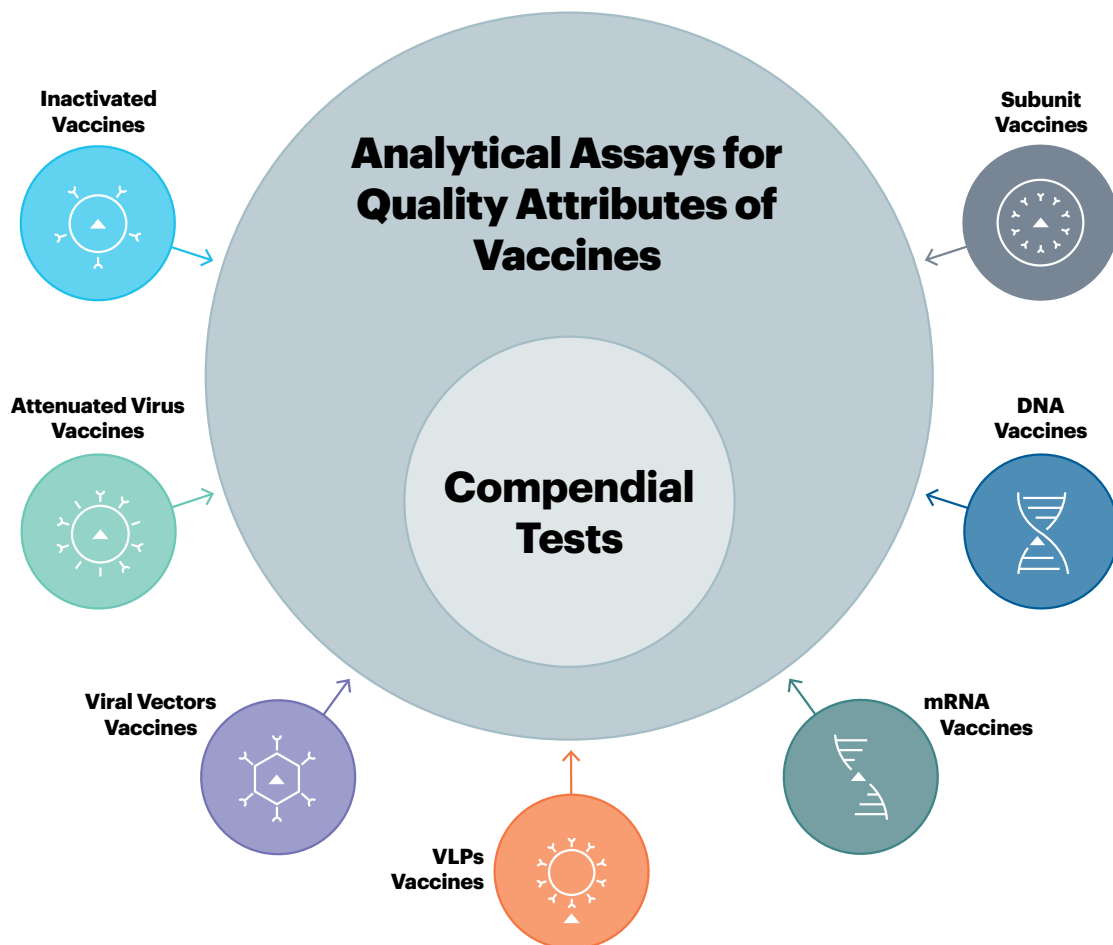 Inactivated
Vaccines
Subunit
Vaccines
Analytical Assays for
Quality Attributes of
Vaccines
Attenuated Virus
Vaccines
DNA
Vaccines
Compendial
Tests
Viral Vectors
Vaccines
mRNA
Vaccines
VLPs
Vaccines